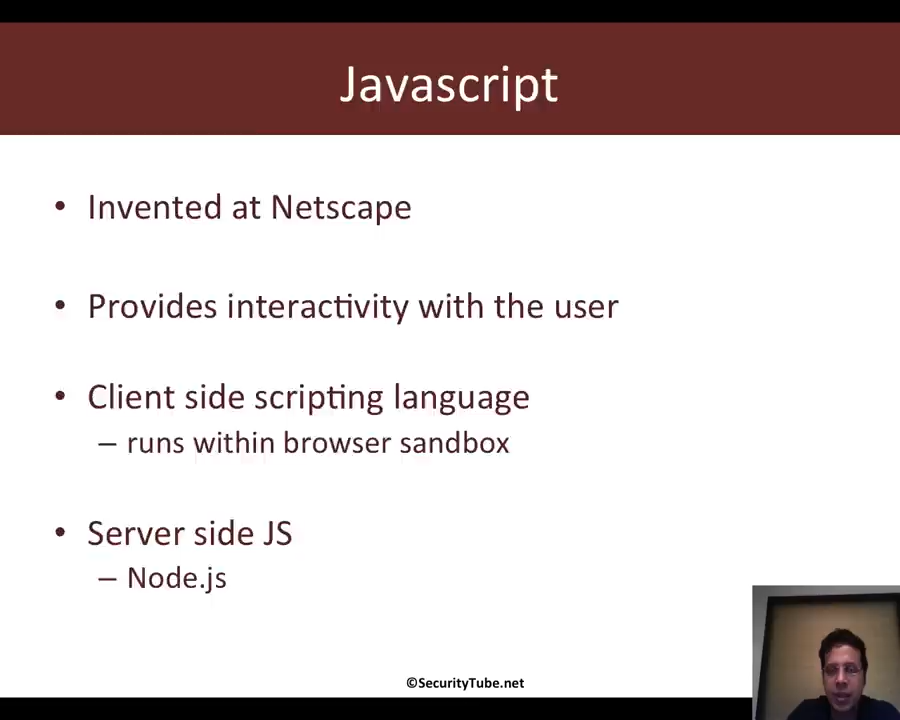 Javascript
• Invented at Netscape
• Provides interactivity with the user
• Client side scripting language
– runs within browser sandbox
• Server side JS
– Node.js
©SecurityTube.net